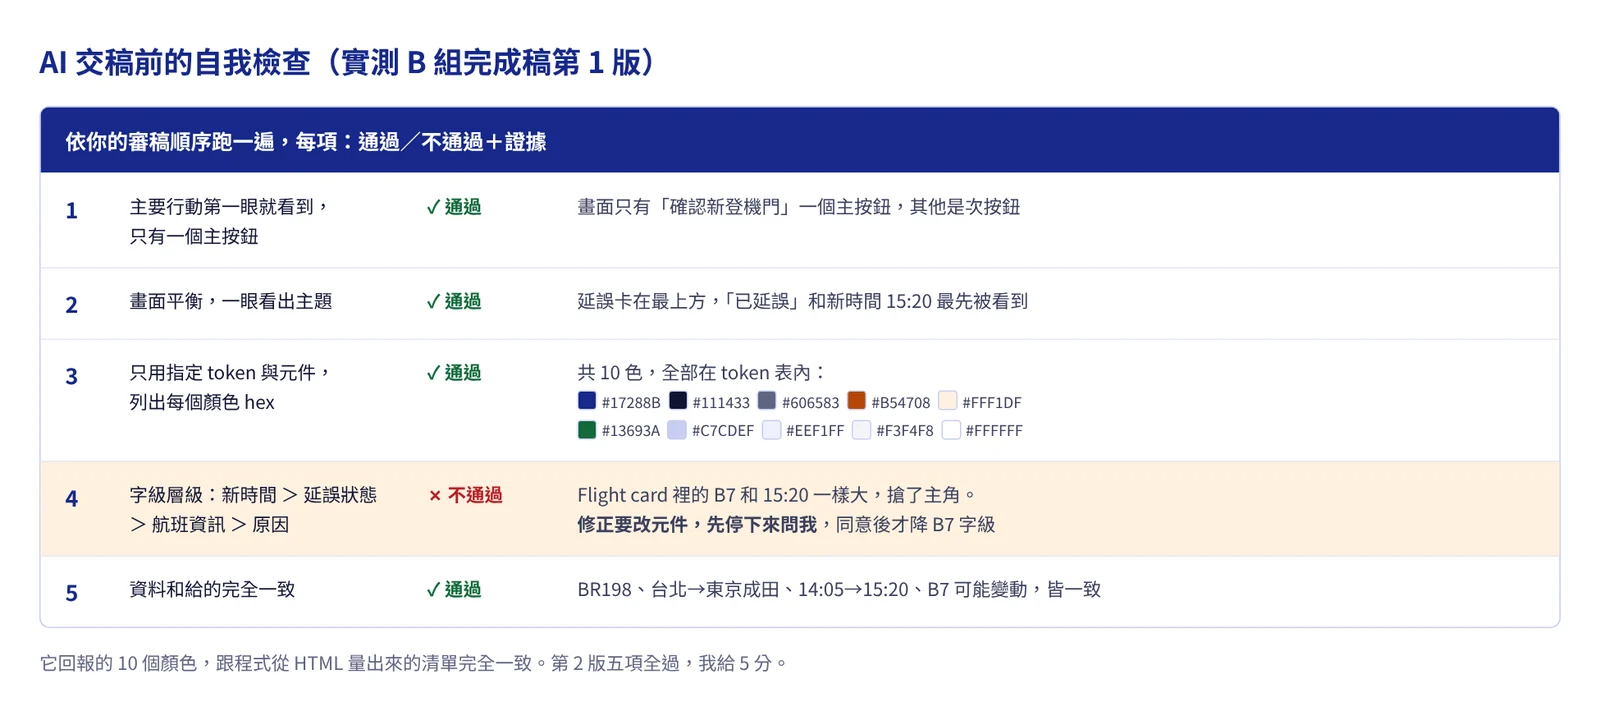 AI 交稿前的自我檢查（實測 B 組完成稿第 1 版）
依你的審稿順序跑一遍，每項：通過／不通過＋證據
1
主要行動第一眼就看到，
只有一個主按鈕
✓ 通過
畫面只有「確認新登機門」一個主按鈕，其他是次按鈕
2
畫面平衡，一眼看出主題
✓ 通過
延誤卡在最上方，「已延誤」和新時間 15:20 最先被看到
3
只用指定 token 與元件，
列出每個顏色 hex
✓ 通過
共 10 色，全部在 token 表內：
#17288B #111433 #606583 #B54708 #FFF1DF
#13693A #C7CDEF #EEF1FF #F3F4F8 #FFFFFF
4
字級層級：新時間 ＞ 延誤狀態
＞ 航班資訊 ＞ 原因
× 不通過
Flight card 裡的 B7 和 15:20 一樣大，搶了主角。
修正要改元件，先停下來問我，同意後才降 B7 字級
5
資料和給的完全一致
✓ 通過
BR198、台北→東京成田、14:05→15:20、B7 可能變動，皆一致
它回報的 10 個顏色，跟程式從 HTML 量出來的清單完全一致。第 2 版五項全過，我給 5 分。